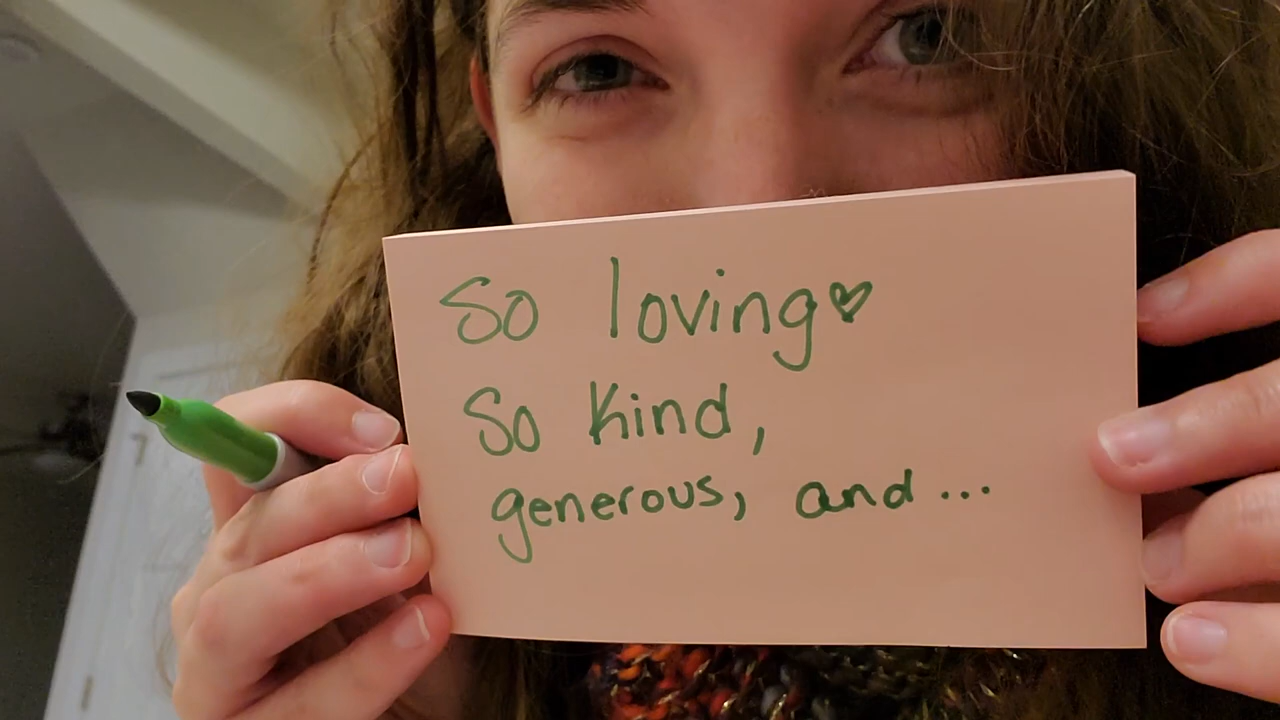 So loving♡
So Kind,
generous, and...